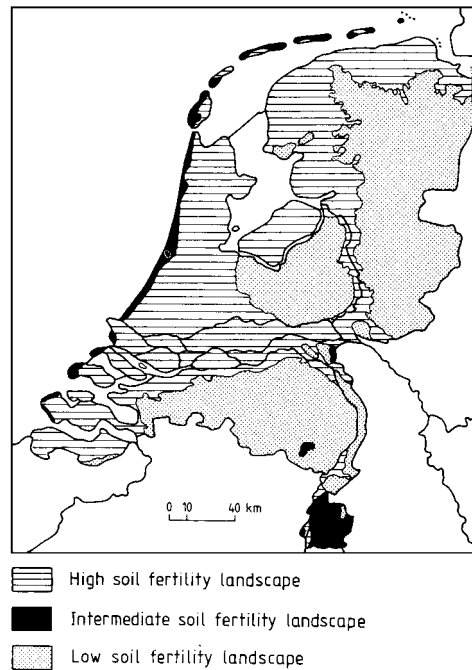 0 10 40 km
High soil fertility landscape
Intermediate soil fertility landscape
Low soil fertility landscape